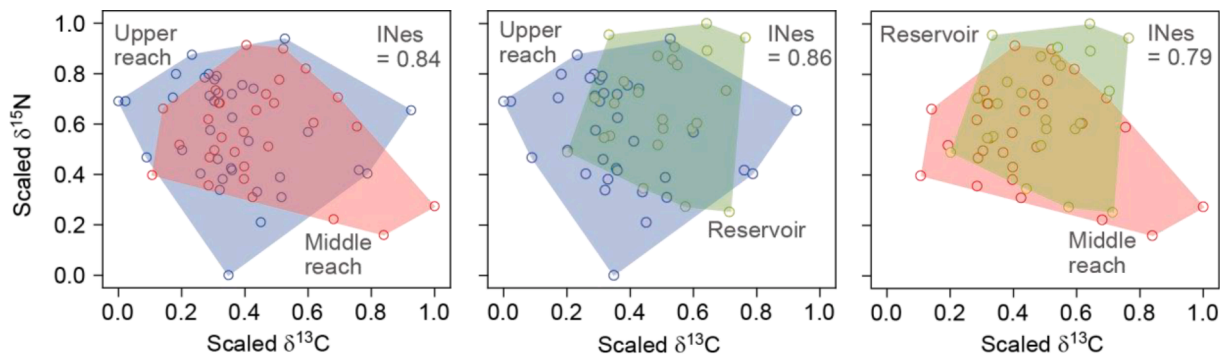 Upper
reach
INes
= 0.84
Middle
reach
1.0
0.8
0.6
0.4
0.2
0.0
Scaled δ15N
0.0 0.2 0.4 0.6 0.8 1.0
Scaled δ13C
Upper
reach
INes
= 0.86
Reservoir
0.0 0.2 0.4 0.6 0.8 1.0
Scaled δ13C
Reservoir
INes
= 0.79
Middle
reach
0.0 0.2 0.4 0.6 0.8 1.0
Scaled δ13C